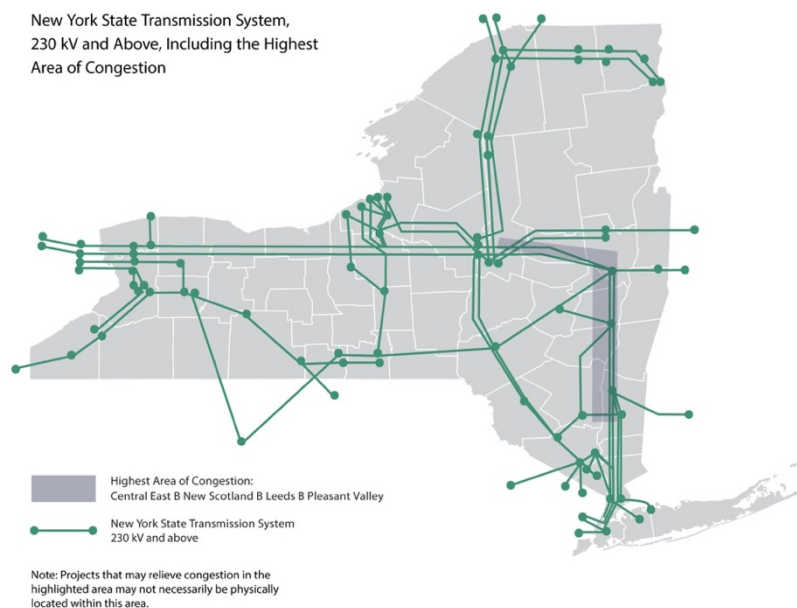 New York State Transmission System,
230 kV and Above, Including the Highest
Area of Congestion
Highest Area of Congestion:
Central East B New Scotland B Leeds B Pleasant Valley
New York State Transmission System
230 kV and above
Note: Projects that may relieve congestion in the
highlighted area may not necessarily be physically
located within this area.